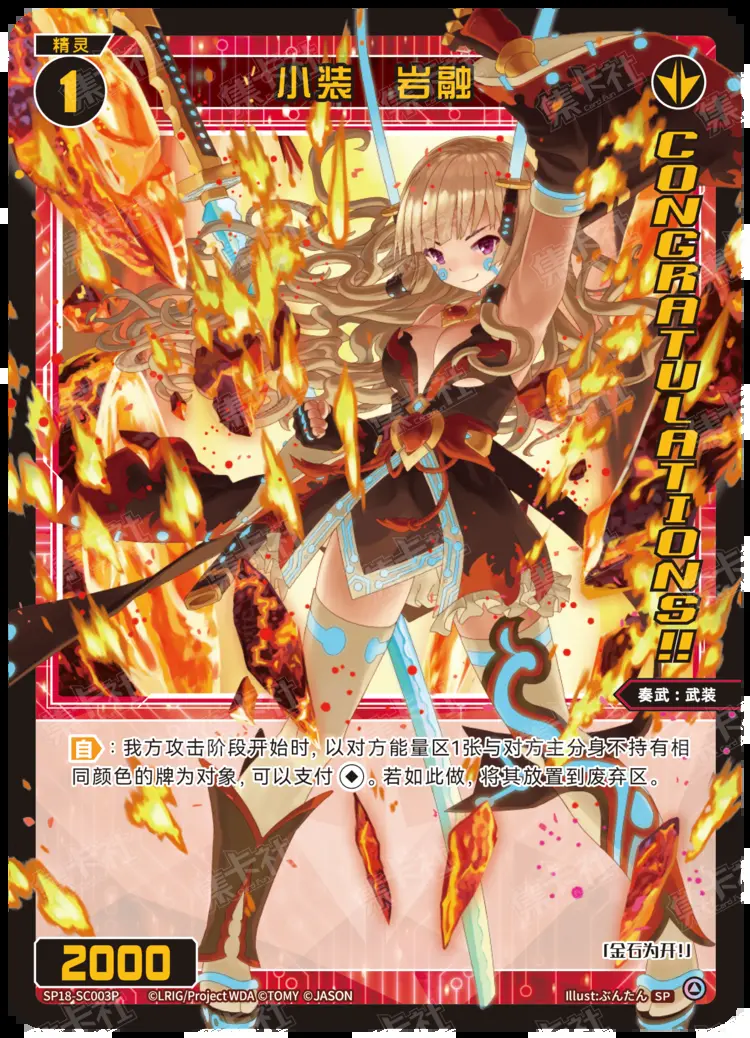 精灵
1
小装 岩融
CONGRATULATIONS!!
奏武：武装
自：我方攻击阶段开始时，以对方能量区1张与对方主分身不持有相
同颜色的牌为对象，可以支付◆。若如此做，将其放置到废弃区。
「金石为开!」
2000
SP18-SC003P ©LRIG/Project WDA ©TOMY ©JASON
Illust:ぶんたん SP
集卡社